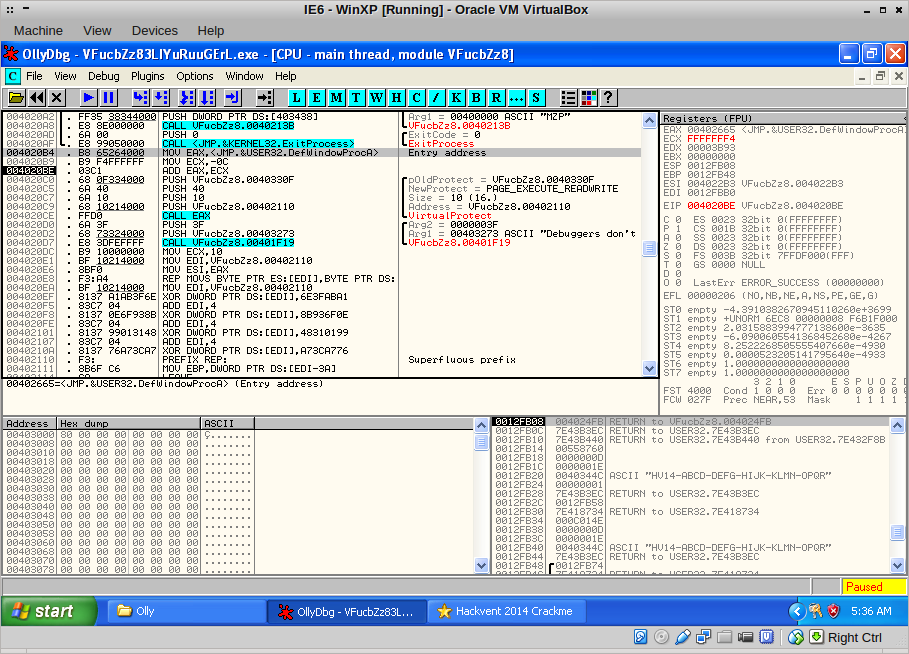 IE6 - WinXP [Running] - Oracle VM VirtualBox
Machine View Devices Help
OllyDbg - VFucbZz83LIYuRuuGErL.exe - [CPU - main thread, module VFucbZz8]
C File View Debug Plugins Options Window Help
L E M T W H C / K B R ... S ?
004020A2 . FF35 38344000 PUSH DWORD PTR DS:[403438] Arg1 = 00400000 ASCII "MZP"
004020A8 . E8 8E000000 CALL VFucbZz8.0040213B VFucbZz8.0040213B
004020AD . 6A 00 PUSH 0 ExitCode = 0
004020AF . E8 99050000 CALL <JMP.&KERNEL32.ExitProcess> ExitProcess
004020B4 . B8 65264000 MOV EAX,<JMP.&USER32.DefWindowProcA> Entry address
004020B9 . B9 F4FFFFFF MOV ECX,-0C
004020BE . 03C1 ADD EAX,ECX
004020C0 . 68 0F334000 PUSH VFucbZz8.0040330F pOldProtect = VFucbZz8.0040330F
004020C5 . 6A 40 PUSH 40 NewProtect = PAGE_EXECUTE_READWRITE
004020C7 . 6A 10 PUSH 10 Size = 10 (16.)
004020C9 . 68 10214000 PUSH VFucbZz8.00402110 Address = VFucbZz8.00402110
004020CE . FFD0 CALL EAX VirtualProtect
004020D0 . 6A 3F PUSH 3F Arg2 = 0000003F
004020D2 . 68 73324000 PUSH VFucbZz8.00403273 Arg1 = 00403273 ASCII "Debuggers don't
004020D7 . E8 3DFEFFFF CALL VFucbZz8.00401F19 VFucbZz8.00401F19
004020DC . B9 10000000 MOV ECX,10
004020E1 . BF 10214000 MOV EDI,VFucbZz8.00402110
004020E6 . 8BF0 MOV ESI,EAX
004020E8 . F3:A4 REP MOVS BYTE PTR ES:[EDI],BYTE PTR DS:
004020EA . BF 10214000 MOV EDI,VFucbZz8.00402110
004020EF . 8137 A1AB3F6E XOR DWORD PTR DS:[EDI],6E3FABA1
004020F5 . 83C7 04 ADD EDI,4
004020F8 . 8137 0E6F938B XOR DWORD PTR DS:[EDI],8B936F0E
004020FE . 83C7 04 ADD EDI,4
00402101 . 8137 99013148 XOR DWORD PTR DS:[EDI],48310199
00402107 . 83C7 04 ADD EDI,4
0040210A . 8137 76A73CA7 XOR DWORD PTR DS:[EDI],A73CA776
00402110 . F3: PREFIX REP: Superfluous prefix
00402111 . 8B6F C6 MOV EBP,DWORD PTR DS:[EDI-3A]
00402665=<JMP.&USER32.DefWindowProcA> (Entry address)
Registers (FPU) <
EAX 00402665 <JMP.&USER32.DefWindowProcA
ECX FFFFFFF4
EDX 00003B93
EBX 00000000
ESP 0012FB08
EBP 0012FB48
ESI 004022B3 VFucbZz8.004022B3
EDI 0012FBB0
EIP 004020BE VFucbZz8.004020BE
C 0 ES 0023 32bit 0(FFFFFFFF)
P 1 CS 001B 32bit 0(FFFFFFFF)
A 0 SS 0023 32bit 0(FFFFFFFF)
Z 0 DS 0023 32bit 0(FFFFFFFF)
S 0 FS 003B 32bit 7FFDF000(FFF)
T 0 GS 0000 NULL
D 0
O 0 LastErr ERROR_SUCCESS (00000000)
EFL 00000206 (NO,NB,NE,A,NS,PE,GE,G)
ST0 empty -4.3910382670945110260e+3699
ST1 empty +UNORM 6EC8 00000008 F6B1F000
ST2 empty 2.0315883994777138600e-3635
ST3 empty -6.0900605541368452680e-4267
ST4 empty 8.2522268505555407660e-4930
ST5 empty 0.0000523205141795640e-4933
ST6 empty 1.0000000000000000000
ST7 empty 1.0000000000000000000
3 2 1 0 E S P U O Z D
FST 4000 Cond 1 0 0 0 Err 0 0 0 0 0 0 0
FCW 027F Prec NEAR,53 Mask 1 1 1 1 1
Address Hex dump ASCII
00403000 80 00 00 00 00 00 00 00 Ç.......
00403008 00 00 00 00 00 00 00 00 ........
00403010 00 00 00 00 00 00 00 00 ........
00403018 00 00 00 00 00 00 00 00 ........
00403020 00 00 00 00 00 00 00 00 ........
00403028 00 00 00 00 00 00 00 00 ........
00403030 00 00 00 00 00 00 00 00 ........
00403038 00 00 00 00 00 00 00 00 ........
00403040 00 00 00 00 00 00 00 00 ........
00403048 00 00 00 00 00 00 00 00 ........
00403050 00 00 00 00 00 00 00 00 ........
00403058 00 00 00 00 00 00 00 00 ........
00403060 00 00 00 00 00 00 00 00 ........
00403068 00 00 00 00 00 00 00 00 ........
00403070 00 00 00 00 00 00 00 00 ........
00403078 00 00 00 00 00 00 00 00 ........
0012FB08 004024FB RETURN to VFucbZz8.004024FB
0012FB0C 7E43B3EC RETURN to USER32.7E43B3EC
0012FB10 7E43B440 RETURN to USER32.7E43B440 from USER32.7E432F8B
0012FB14 00558760
0012FB18 0000000D
0012FB1C 0000001E
0012FB20 0040344C ASCII "HV14-ABCD-DEFG-HIJK-KLMN-OPQR"
0012FB24 00000001
0012FB28 7E43B3EC RETURN to USER32.7E43B3EC
0012FB2C 0012FB58
0012FB30 7E418734 RETURN to USER32.7E418734
0012FB34 000C014E
0012FB38 0000000D
0012FB3C 0000001E
0012FB40 0040344C ASCII "HV14-ABCD-DEFG-HIJK-KLMN-OPQR"
0012FB44 7E43B3EC RETURN to USER32.7E43B3EC
0012FB48 0012FB74
Paused
start Olly OllyDbg - VFucbZz83L... Hackvent 2014 Crackme 5:36 AM
Right Ctrl